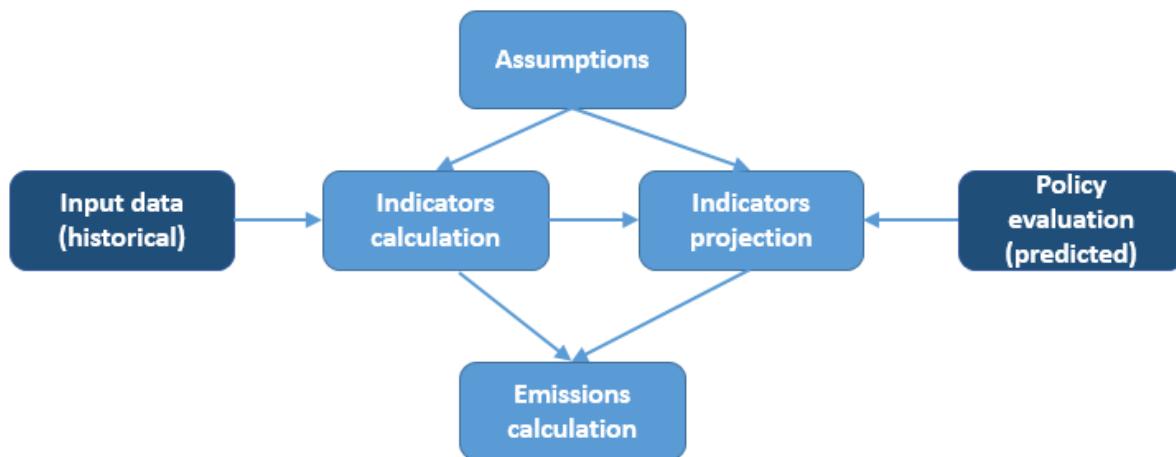 Assumptions
Input data
(historical)
Indicators
calculation
Indicators
projection
Policy
evaluation
(predicted)
Emissions
calculation